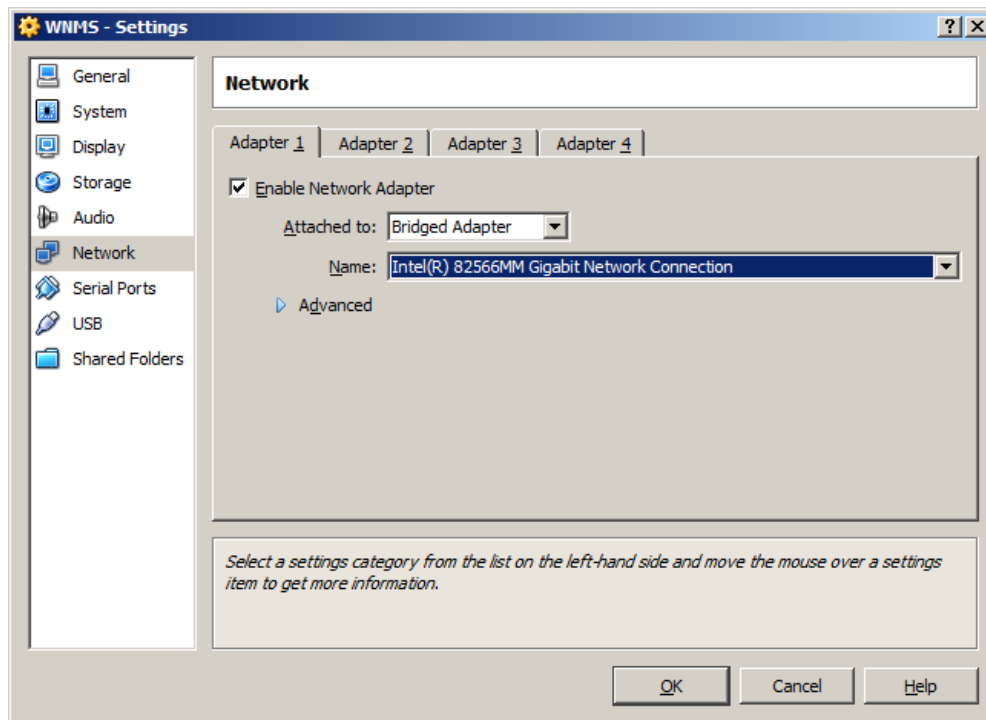 WNMS - Settings
General
System
Display
Storage
Audio
Network
Serial Ports
USB
Shared Folders
Network
Adapter 1 Adapter 2 Adapter 3 Adapter 4
Enable Network Adapter
Attached to: Bridged Adapter
Name: Intel(R) 82566MM Gigabit Network Connection
Advanced
Select a settings category from the list on the left-hand side and move the mouse over a settings
item to get more information.
OK Cancel Help